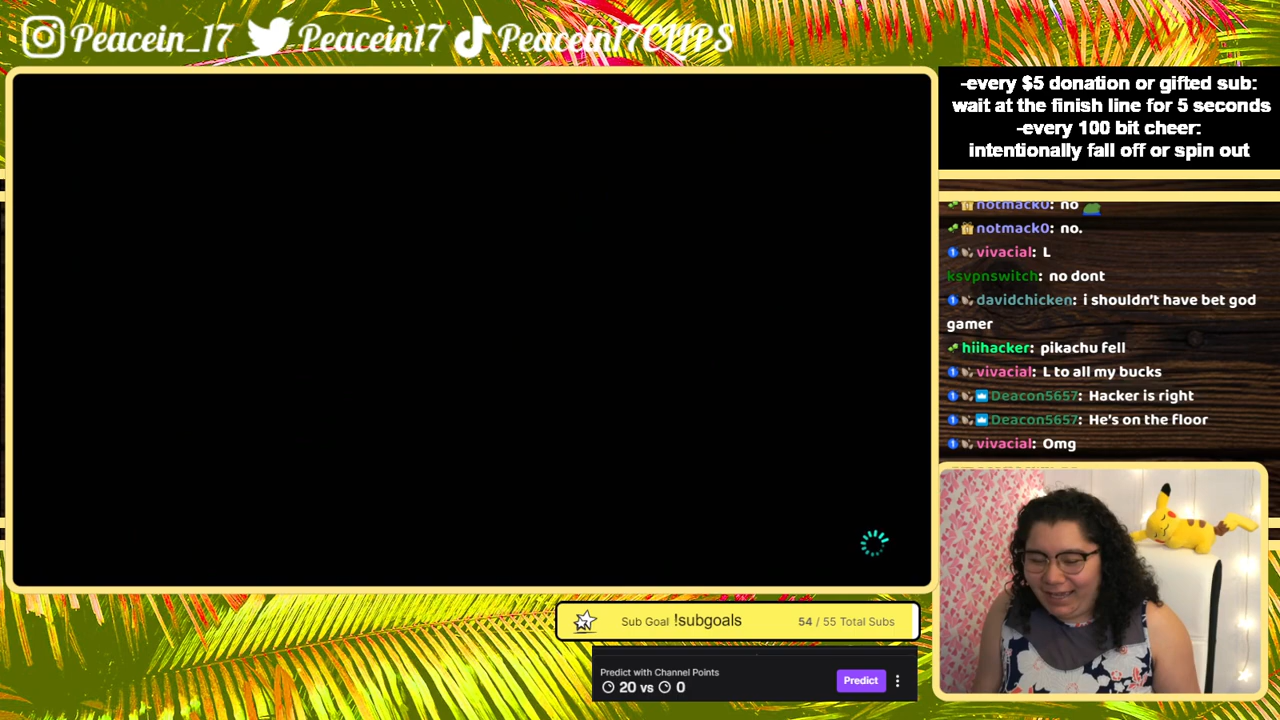 Peacein_17 Peacein17 Peacein17ClIPS
-every $5 donation or gifted sub:
wait at the finish line for 5 seconds
-every 100 bit cheer:
intentionally fall off or spin out
notmack0: no
notmack0: no.
vivacial: L
ksvpnswitch: no dont
davidchicken: i shouldn't have bet god
gamer
hiihacker: pikachu fell
vivacial: L to all my bucks
Deacon5657: Hacker is right
Deacon5657: He's on the floor
vivacial: Omg
Sub Goal !subgoals 54 / 55 Total Subs
Predict with Channel Points
20 vs 0
Predict